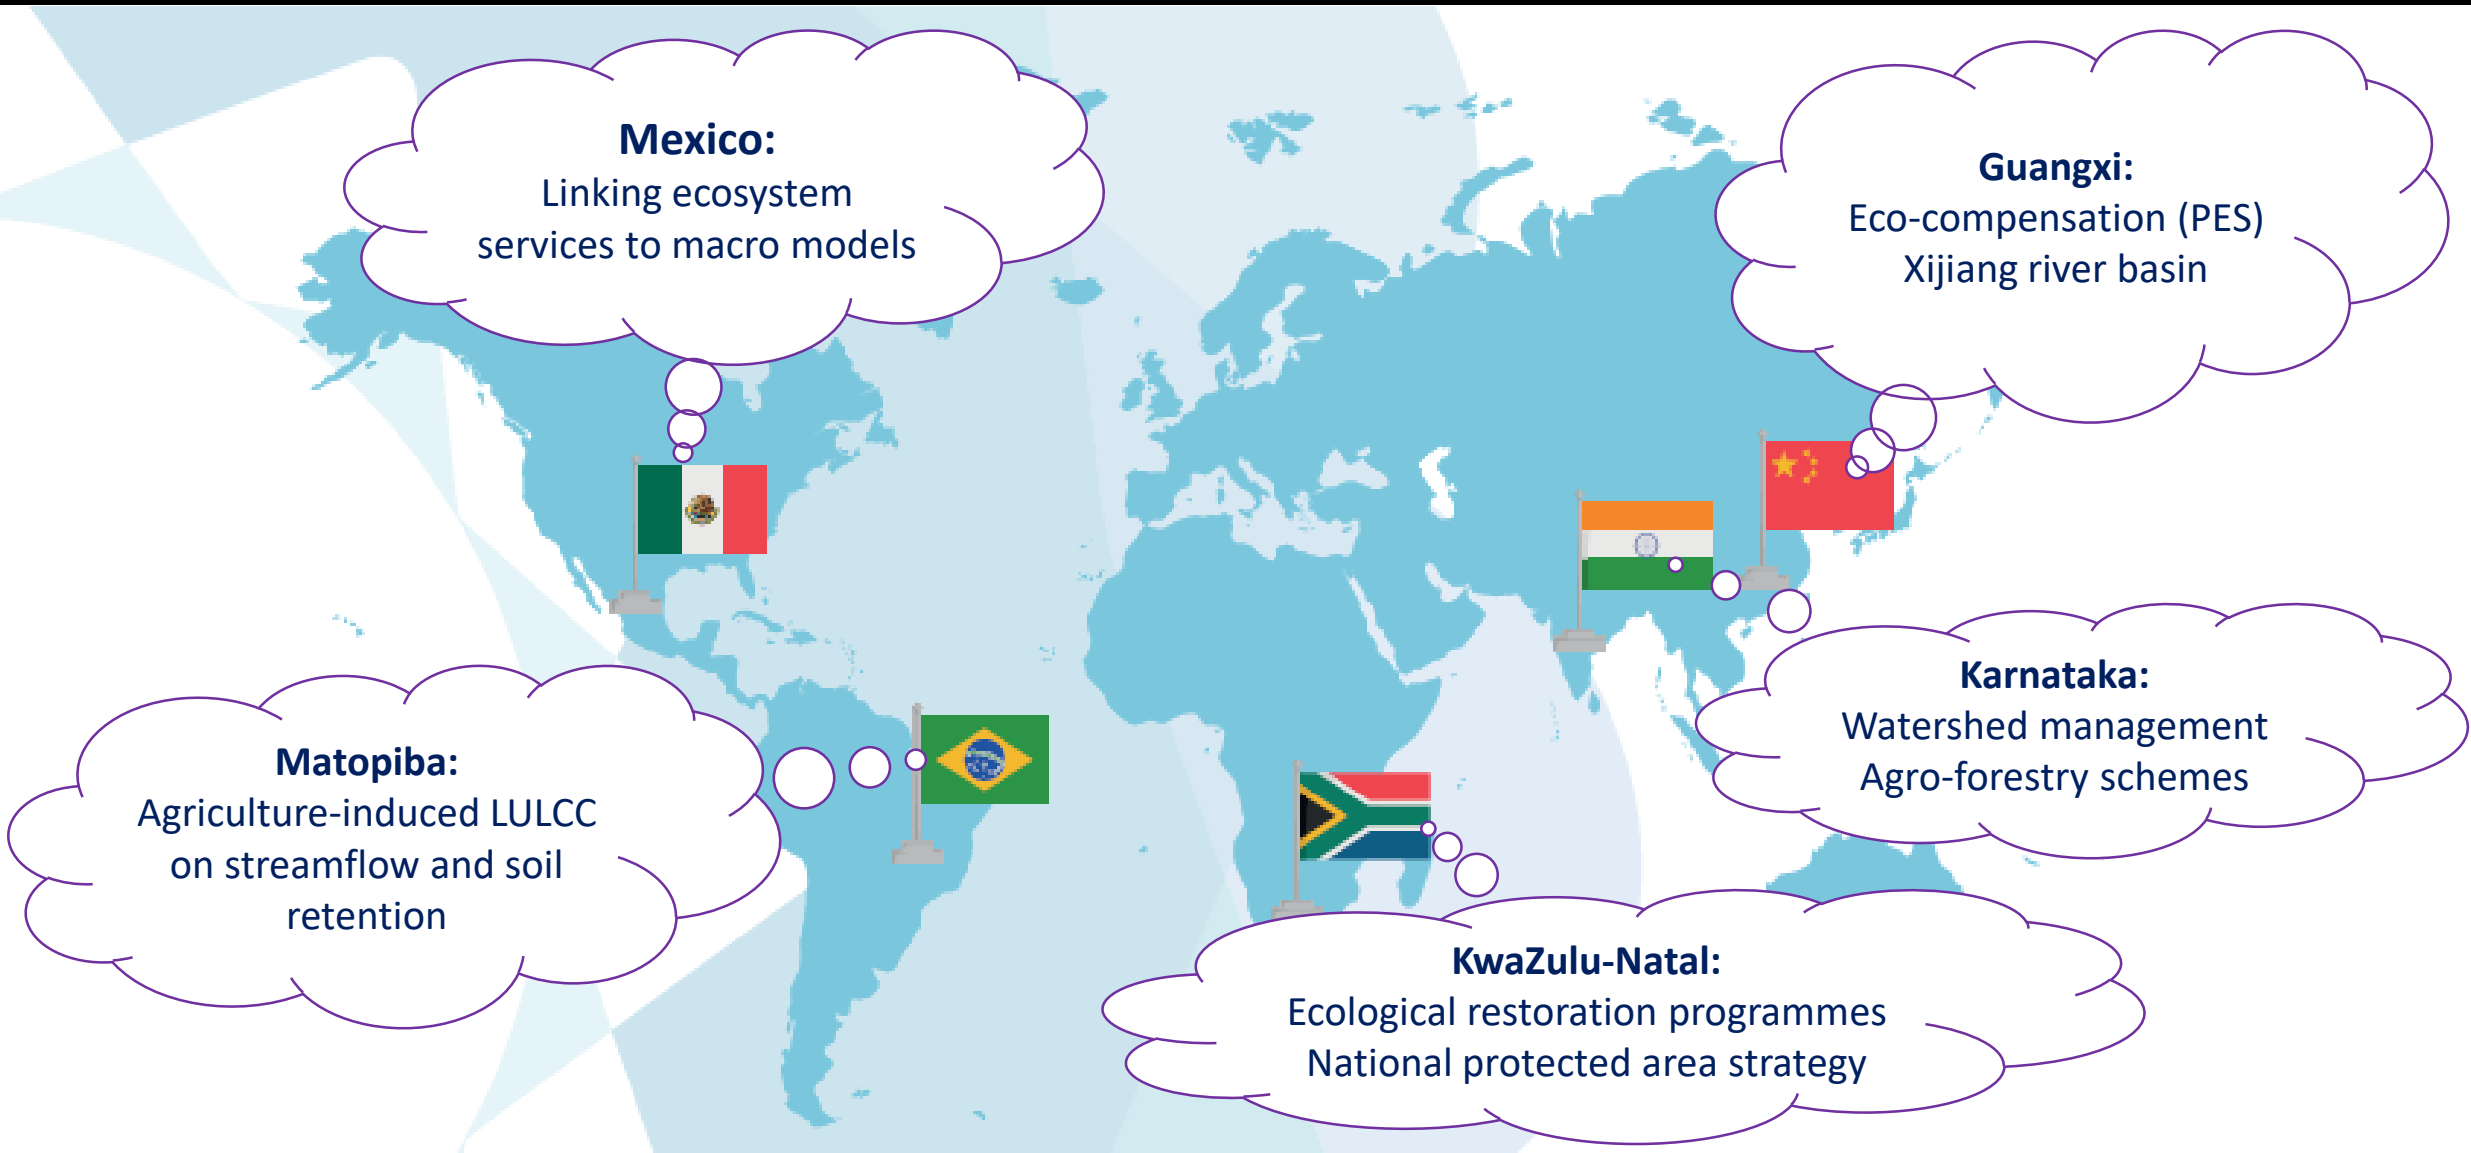 Mexico:
Linking ecosystem
services to macro models
Guangxi:
Eco-compensation (PES)
Xijiang river basin
Karnataka:
Watershed management
Agro-forestry schemes
Matopiba:
Agriculture-induced LULCC
on streamflow and soil
retention
KwaZulu-Natal:
Ecological restoration programmes
National protected area strategy